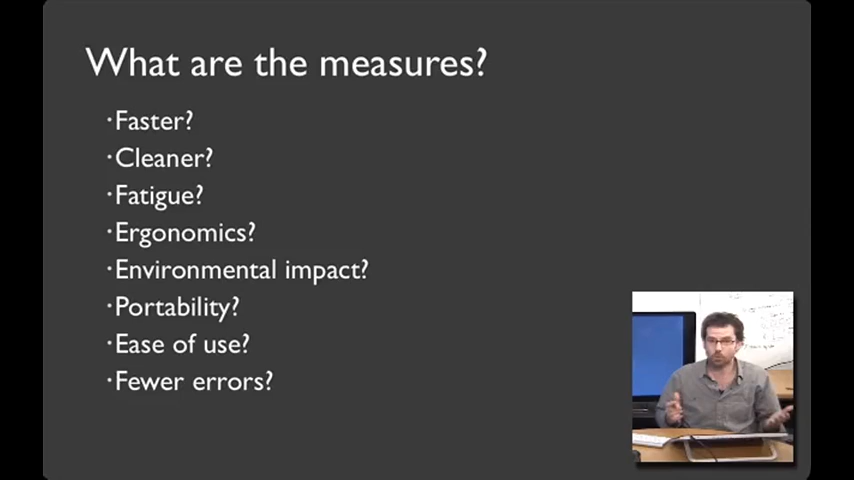 What are the measures?
·Faster?
·Cleaner?
·Fatigue?
·Ergonomics?
·Environmental impact?
·Portability?
·Ease of use?
·Fewer errors?